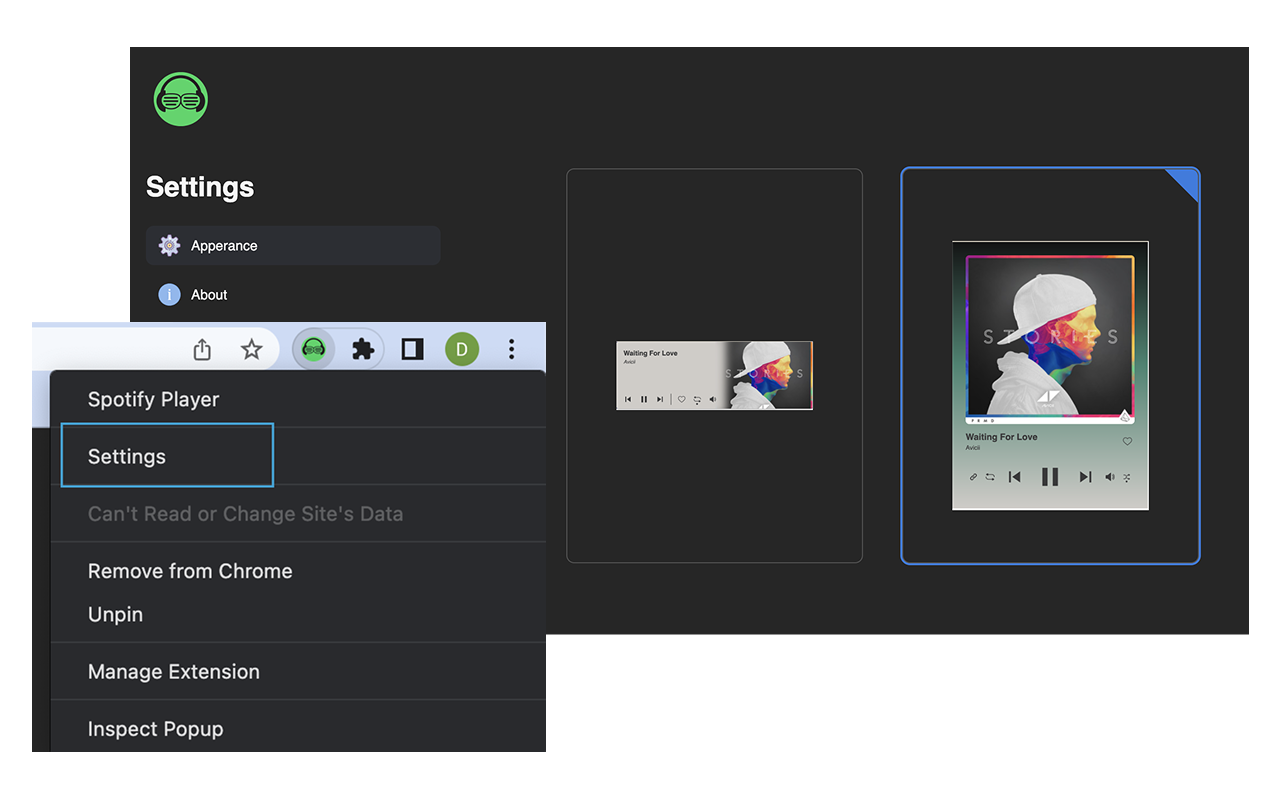 Settings
Apperance
i
About
D
Spotify Player
Settings
Can't Read or Change Site's Data
Remove from Chrome
Unpin
Manage Extension
Inspect Popup
Waiting For Love
Avicii
STORIES
STORIES
Waiting For Love
Avicii